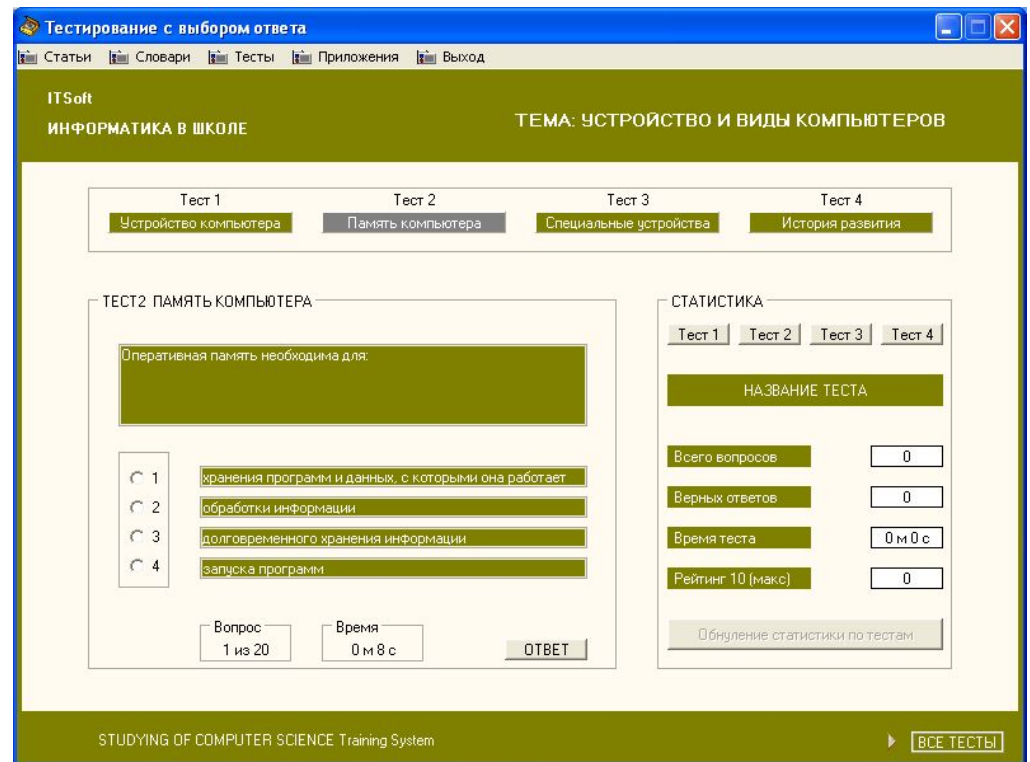 Тестирование с выбором ответа
Статьи Словари Тесты Приложения Выход
ITSoft
ИНФОРМАТИКА В ШКОЛЕ
ТЕМА: УСТРОЙСТВО И ВИДЫ КОМПЬЮТЕРОВ
Тест 1 Тест 2 Тест 3 Тест 4
Устройство компьютера Память компьютера Специальные устройства История развития
ТЕСТ2 ПАМЯТЬ КОМПЬЮТЕРА
Оперативная память необходима для:
1 хранения программ и данных, с которыми она работает
2 обработки информации
3 долговременного хранения информации
4 запуска программ
Вопрос Время
1 из 20 0 м 8 с ОТВЕТ
СТАТИСТИКА
Тест 1 Тест 2 Тест 3 Тест 4
НАЗВАНИЕ ТЕСТА
Всего вопросов 0
Верных ответов 0
Время теста 0 м 0 с
Рейтинг 10 (макс) 0
Обнуление статистики по тестам
STUDYING OF COMPUTER SCIENCE Training System
ВСЕ ТЕСТЫ